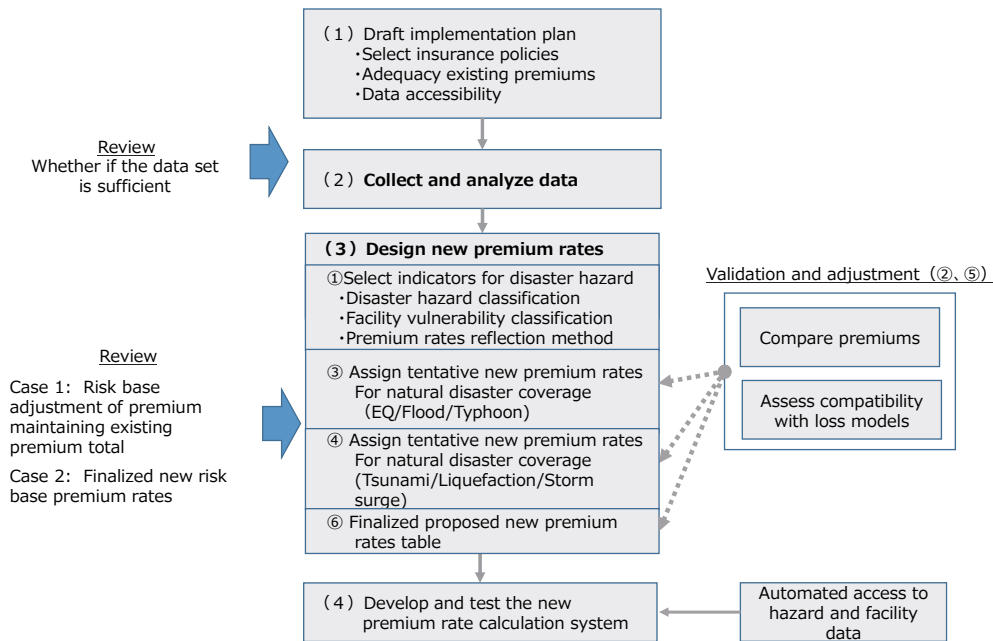 （1）Draft implementation plan
・Select insurance policies
・Adequacy existing premiums
・Data accessibility
Review
Whether if the data set
is sufficient
（2）Collect and analyze data
（3）Design new premium rates
①Select indicators for disaster hazard
・Disaster hazard classification
・Facility vulnerability classification
・Premium rates reflection method
Validation and adjustment（②、⑤）
Compare premiums
Assess compatibility
with loss models
Review
Case 1: Risk base
adjustment of premium
maintaining existing
premium total
Case 2: Finalized new risk
base premium rates
③ Assign tentative new premium rates
For natural disaster coverage
（EQ/Flood/Typhoon）
④ Assign tentative new premium rates
For natural disaster coverage
(Tsunami/Liquefaction/Storm
surge)
⑥ Finalized proposed new premium
rates table
（4）Develop and test the new
premium rate calculation system
Automated access to
hazard and facility
data